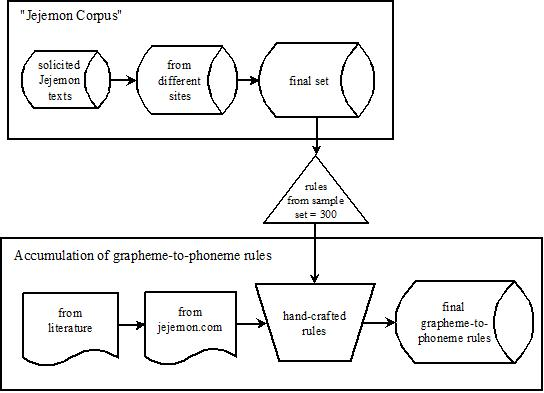 "Jejemon Corpus"
solicited
Jejemon
texts
from
different
sites
final set
rules
from sample
set = 300
Accumulation of grapheme-to-phoneme rules
from
literature
from
jejemon.com
hand-crafted
rules
final
grapheme-to-
phoneme rules